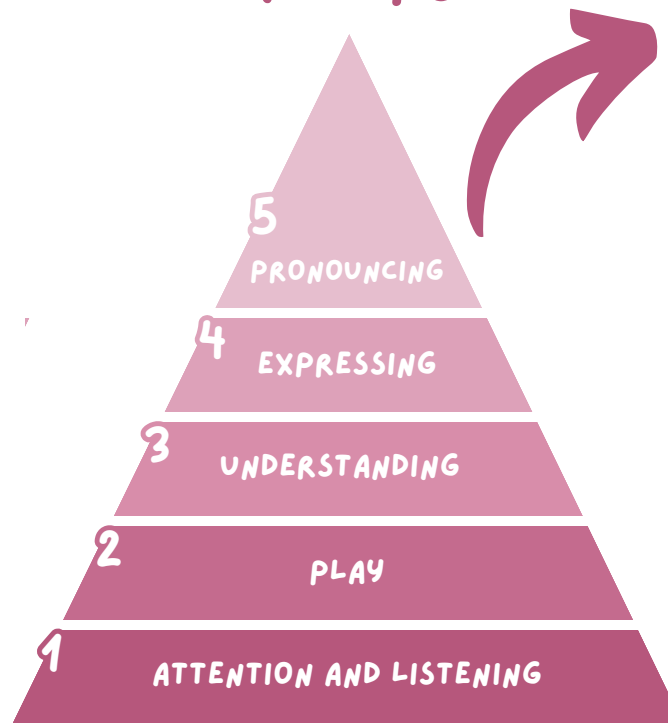 5
PRONOUNCING
4
EXPRESSING
3
UNDERSTANDING
2
PLAY
1
ATTENTION AND LISTENING